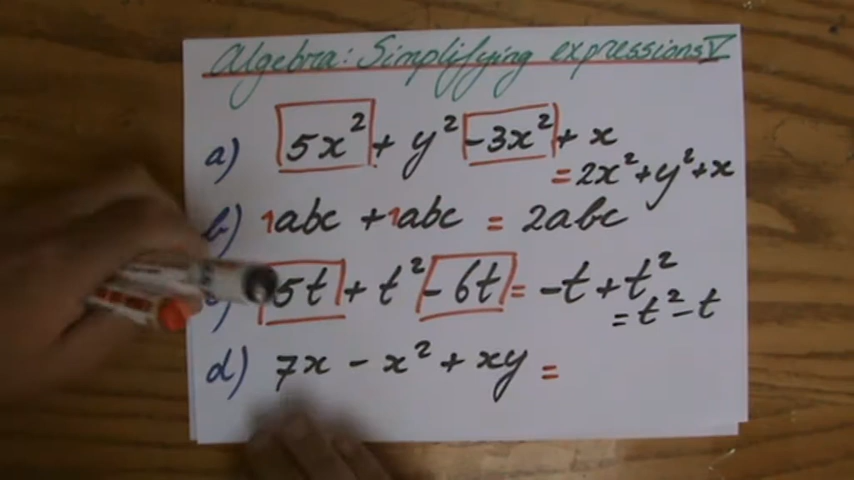 Algebra: Simplifying expressions V
a) 5x² + y² - 3x² + x
= 2x² + y² + x
b) 1abc + 1abc = 2abc
c) 5t + t² - 6t = -t + t²
= t² - t
d) 7x - x² + xy =